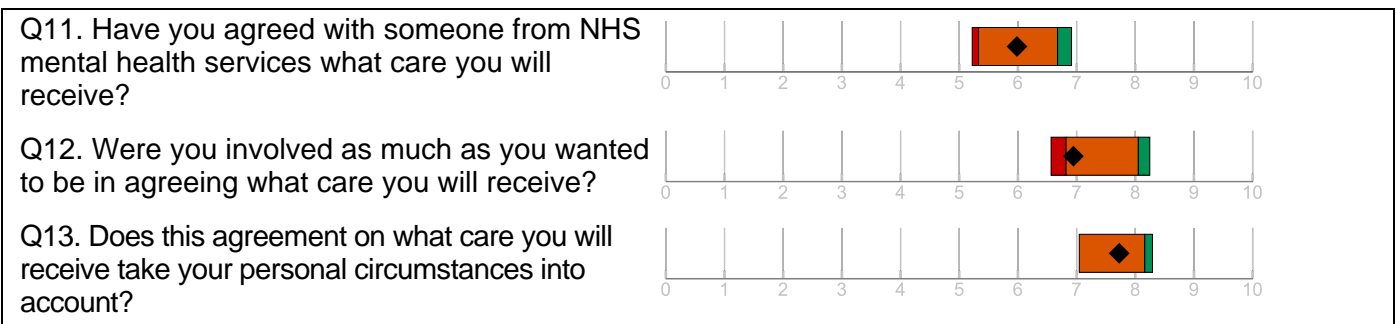 Q11. Have you agreed with someone from NHS
mental health services what care you will
receive?
0 1 2 3 4 5 6 7 8 9 10
Q12. Were you involved as much as you wanted
to be in agreeing what care you will receive?
0 1 2 3 4 5 6 7 8 9 10
Q13. Does this agreement on what care you will
receive take your personal circumstances into
account?
0 1 2 3 4 5 6 7 8 9 10